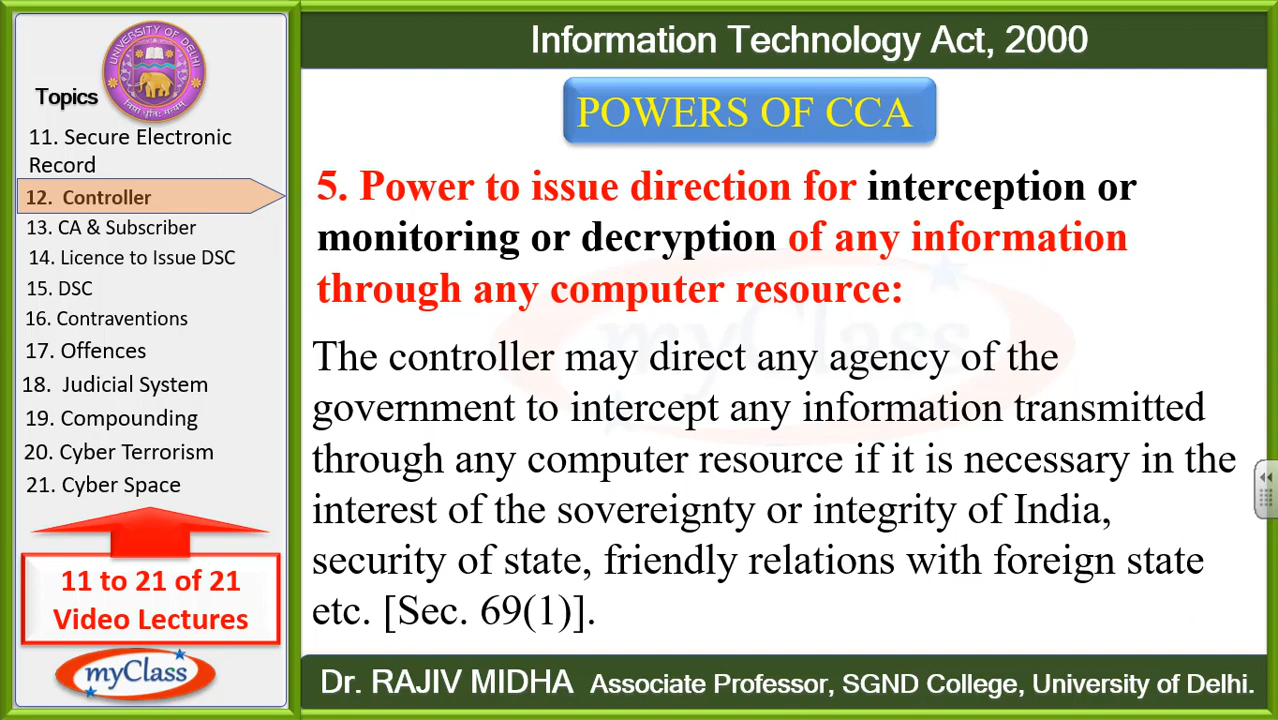 Information Technology Act, 2000
UNIVERSITY OF DELHI
Topics
11. Secure Electronic
Record
12. Controller
13. CA & Subscriber
14. Licence to Issue DSC
15. DSC
16. Contraventions
17. Offences
18. Judicial System
19. Compounding
20. Cyber Terrorism
21. Cyber Space
11 to 21 of 21
Video Lectures
myClass
POWERS OF CCA
5. Power to issue direction for interception or
monitoring or decryption of any information
through any computer resource:
myClass
The controller may direct any agency of the
government to intercept any information transmitted
through any computer resource if it is necessary in the
interest of the sovereignty or integrity of India,
security of state, friendly relations with foreign state
etc. [Sec. 69(1)].
Dr. RAJIV MIDHA Associate Professor, SGND College, University of Delhi.